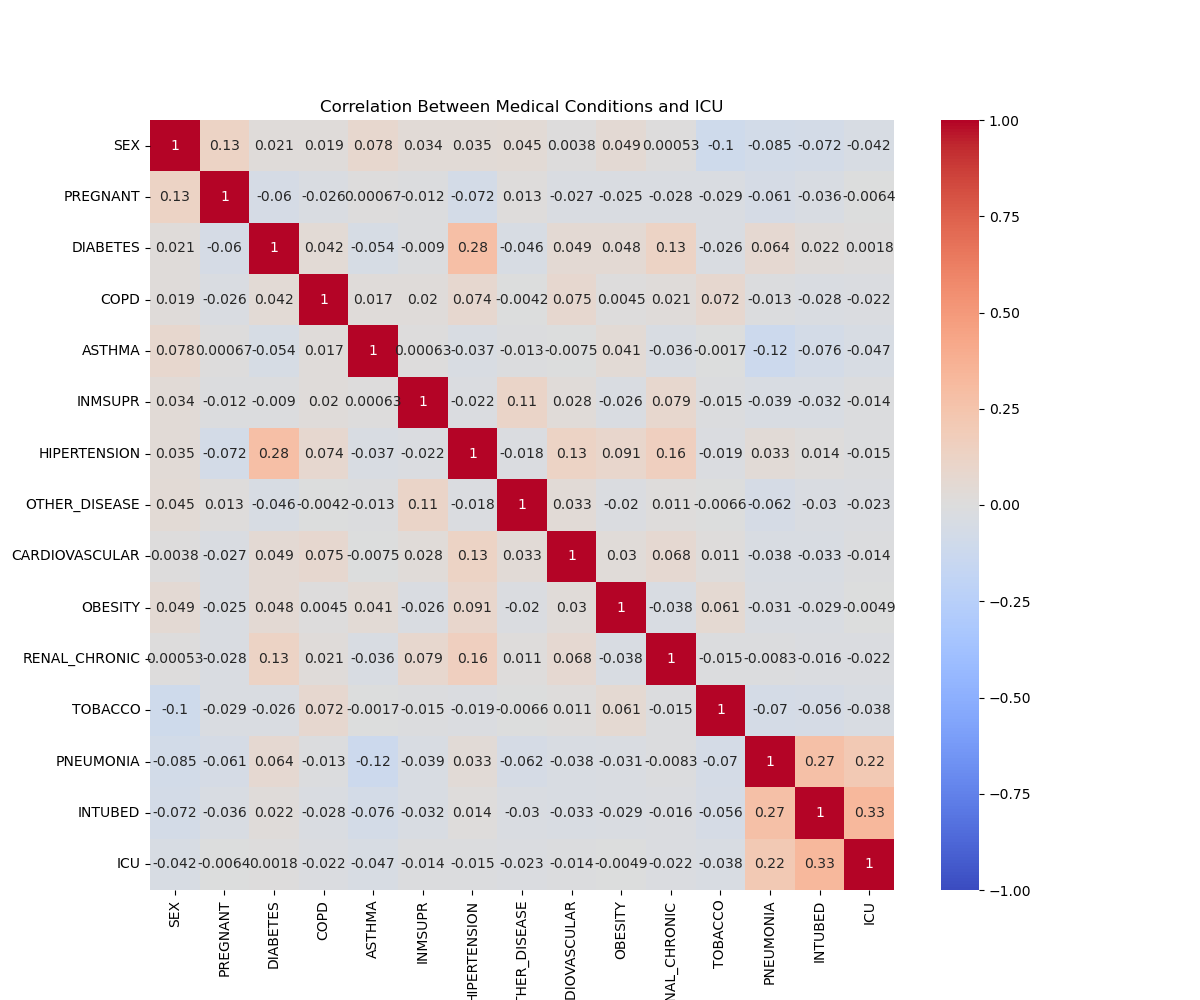 Correlation Between Medical Conditions and ICU
SEX 1 0.13 0.021 0.019 0.078 0.034 0.035 0.045 0.0038 0.049 0.00053 -0.1 -0.085 -0.072 -0.042
PREGNANT 0.13 1 -0.06 -0.026 0.00067 -0.012 -0.072 0.013 -0.027 -0.025 -0.028 -0.029 -0.061 -0.036 -0.0064
DIABETES 0.021 -0.06 1 0.042 -0.054 -0.009 0.28 -0.046 0.049 0.048 0.13 -0.026 0.064 0.022 0.0018
COPD 0.019 -0.026 0.042 1 0.017 0.02 0.074 -0.0042 0.075 0.0045 0.021 0.072 -0.013 -0.028 -0.022
ASTHMA 0.078 0.00067 -0.054 0.017 1 0.00063 -0.037 -0.013 -0.0075 0.041 -0.036 -0.0017 -0.12 -0.076 -0.047
INMSUPR 0.034 -0.012 -0.009 0.02 0.00063 1 -0.022 0.11 0.028 -0.026 0.079 -0.015 -0.039 -0.032 -0.014
HIPERTENSION 0.035 -0.072 0.28 0.074 -0.037 -0.022 1 -0.018 0.13 0.091 0.16 -0.019 0.033 0.014 -0.015
OTHER_DISEASE 0.045 0.013 -0.046 -0.0042 -0.013 0.11 -0.018 1 0.033 -0.02 0.011 -0.0066 -0.062 -0.03 -0.023
CARDIOVASCULAR 0.0038 -0.027 0.049 0.075 -0.0075 0.028 0.13 0.033 1 0.03 0.068 0.011 -0.038 -0.033 -0.014
OBESITY 0.049 -0.025 0.048 0.0045 0.041 -0.026 0.091 -0.02 0.03 1 -0.038 0.061 -0.031 -0.029 -0.0049
RENAL_CHRONIC 0.00053 -0.028 0.13 0.021 -0.036 0.079 0.16 0.011 0.068 -0.038 1 -0.015 -0.0083 -0.016 -0.022
TOBACCO -0.1 -0.029 -0.026 0.072 -0.0017 -0.015 -0.019 -0.0066 0.011 0.061 -0.015 1 -0.07 -0.056 -0.038
PNEUMONIA -0.085 -0.061 0.064 -0.013 -0.12 -0.039 0.033 -0.062 -0.038 -0.031 -0.0083 -0.07 1 0.27 0.22
INTUBED -0.072 -0.036 0.022 -0.028 -0.076 -0.032 0.014 -0.03 -0.033 -0.029 -0.016 -0.056 0.27 1 0.33
ICU -0.042 -0.0064 0.0018 -0.022 -0.047 -0.014 -0.015 -0.023 -0.014 -0.0049 -0.022 -0.038 0.22 0.33 1
SEX
PREGNANT
DIABETES
COPD
ASTHMA
INMSUPR
HIPERTENSION
THER_DISEASE
DIOVASCULAR
OBESITY
NAL_CHRONIC
TOBACCO
PNEUMONIA
INTUBED
ICU
1.00
0.75
0.50
0.25
0.00
−0.25
−0.50
−0.75
−1.00